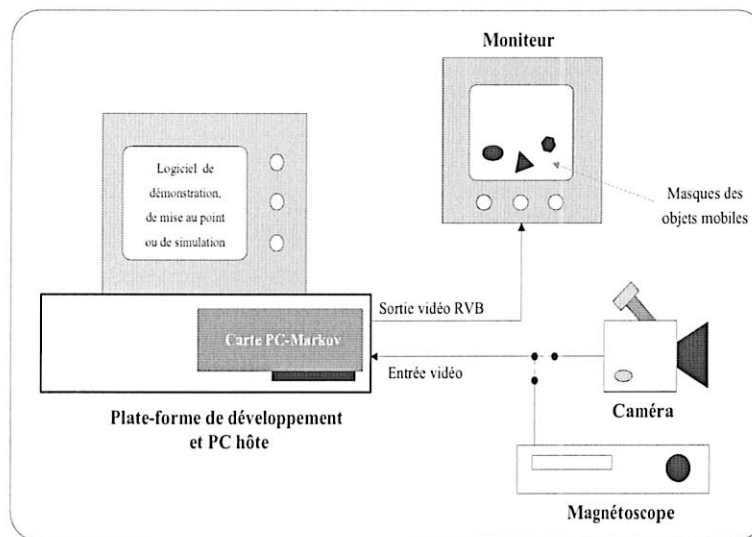 Moniteur
Logiciel de
démonstration,
de mise au point
ou de simulation
Masques des
objets mobiles
Sortie vidéo RVB
Carte PC-Markov
Entrée vidéo
Plate-forme de développement
et PC hôte
Caméra
Magnétoscope